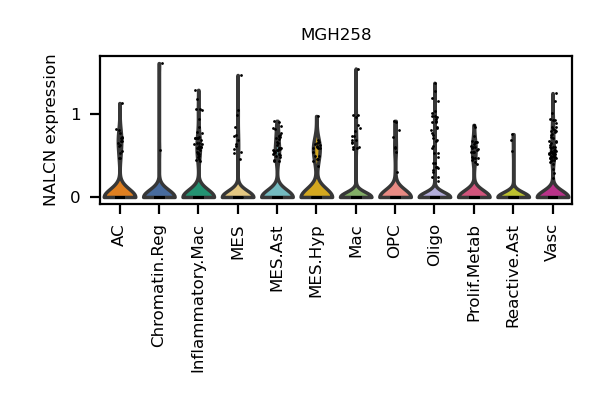 MGH258
NALCN expression
1
0
AC
Chromatin.Reg
Inflammatory.Mac
MES
MES.Ast
MES.Hyp
Mac
OPC
Oligo
Prolif.Metab
Reactive.Ast
Vasc